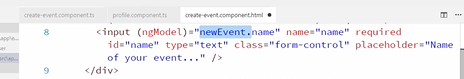 create-event.component.ts profile.component.ts create-event.component.html
8 <input (ngModel)="newEvent.name" name="name" required
id="name" type="text" class="form-control" placeholder="Name
of your event..." />
9 </div>